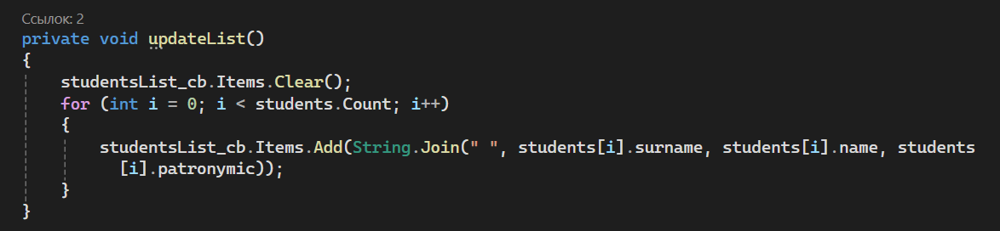 Ссылок: 2
private void updateList()
{
    studentsList_cb.Items.Clear();
    for (int i = 0; i < students.Count; i++)
    {
        studentsList_cb.Items.Add(String.Join(" ", students[i].surname, students[i].name, students
          [i].patronymic));
    }
}